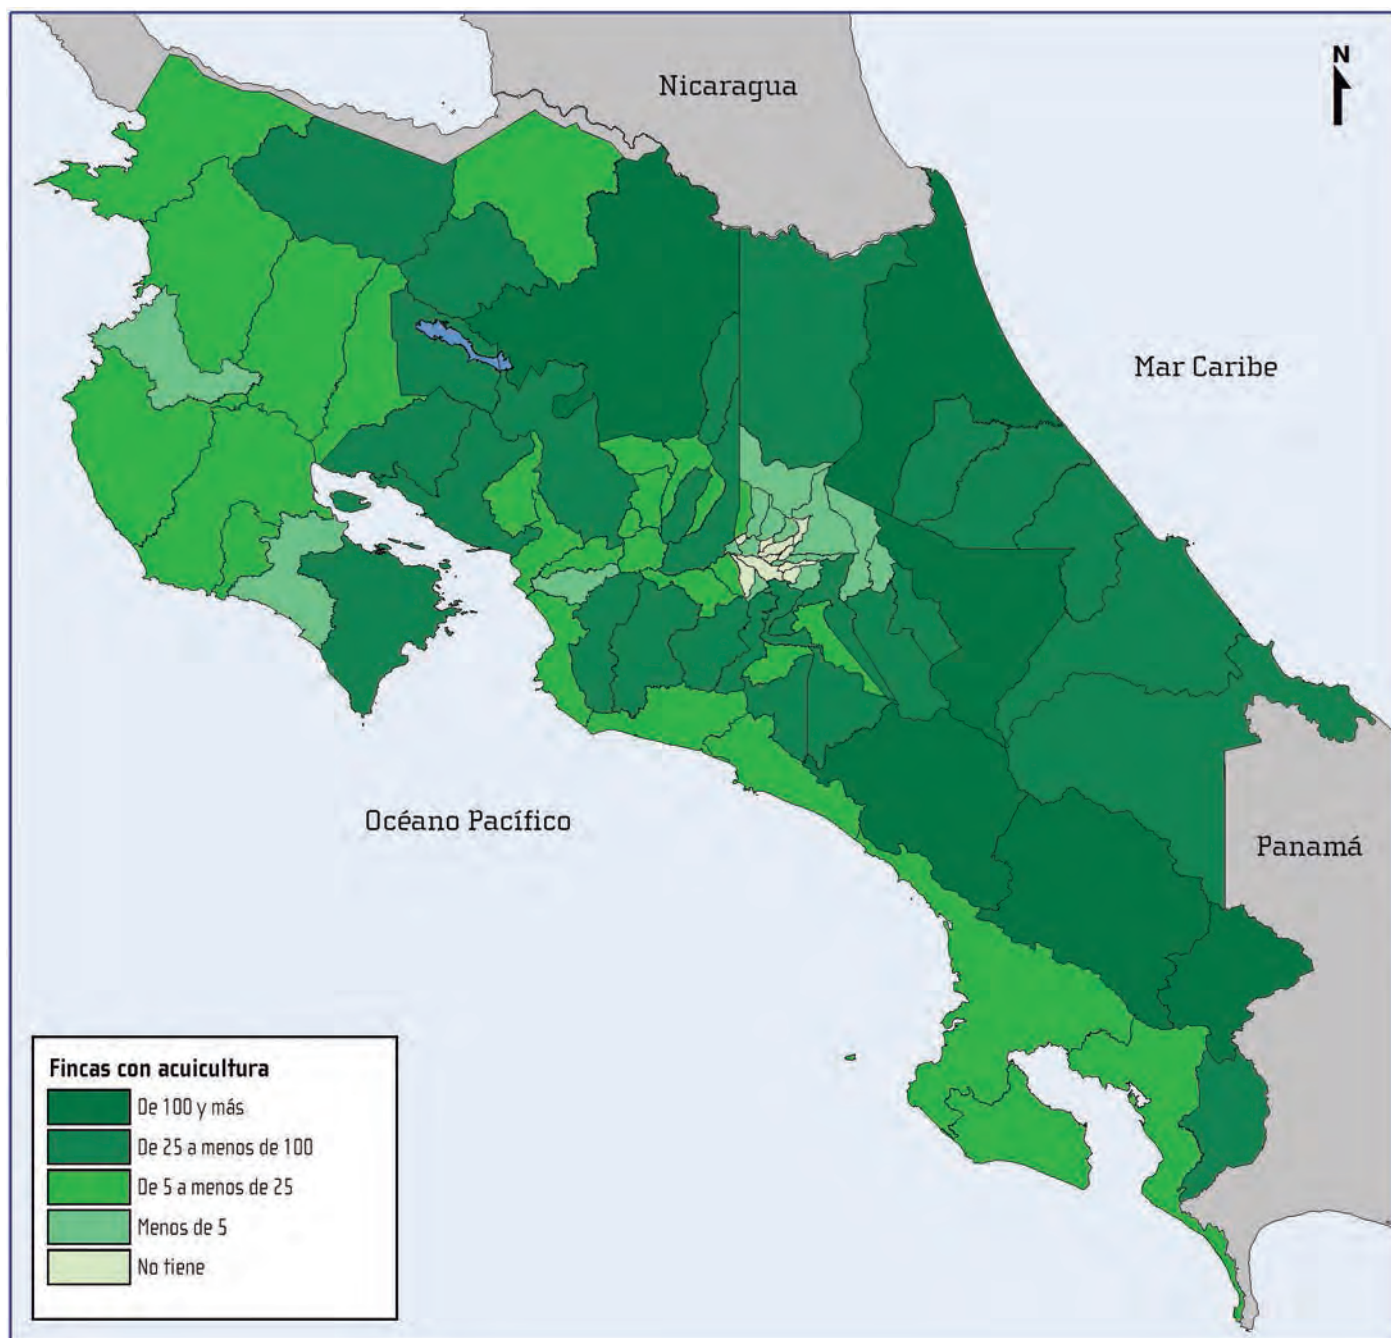 N
Nicaragua
Mar Caribe
Océano Pacífico
Panamá
Fincas con acuicultura
De 100 y más
De 25 a menos de 100
De 5 a menos de 25
Menos de 5
No tiene